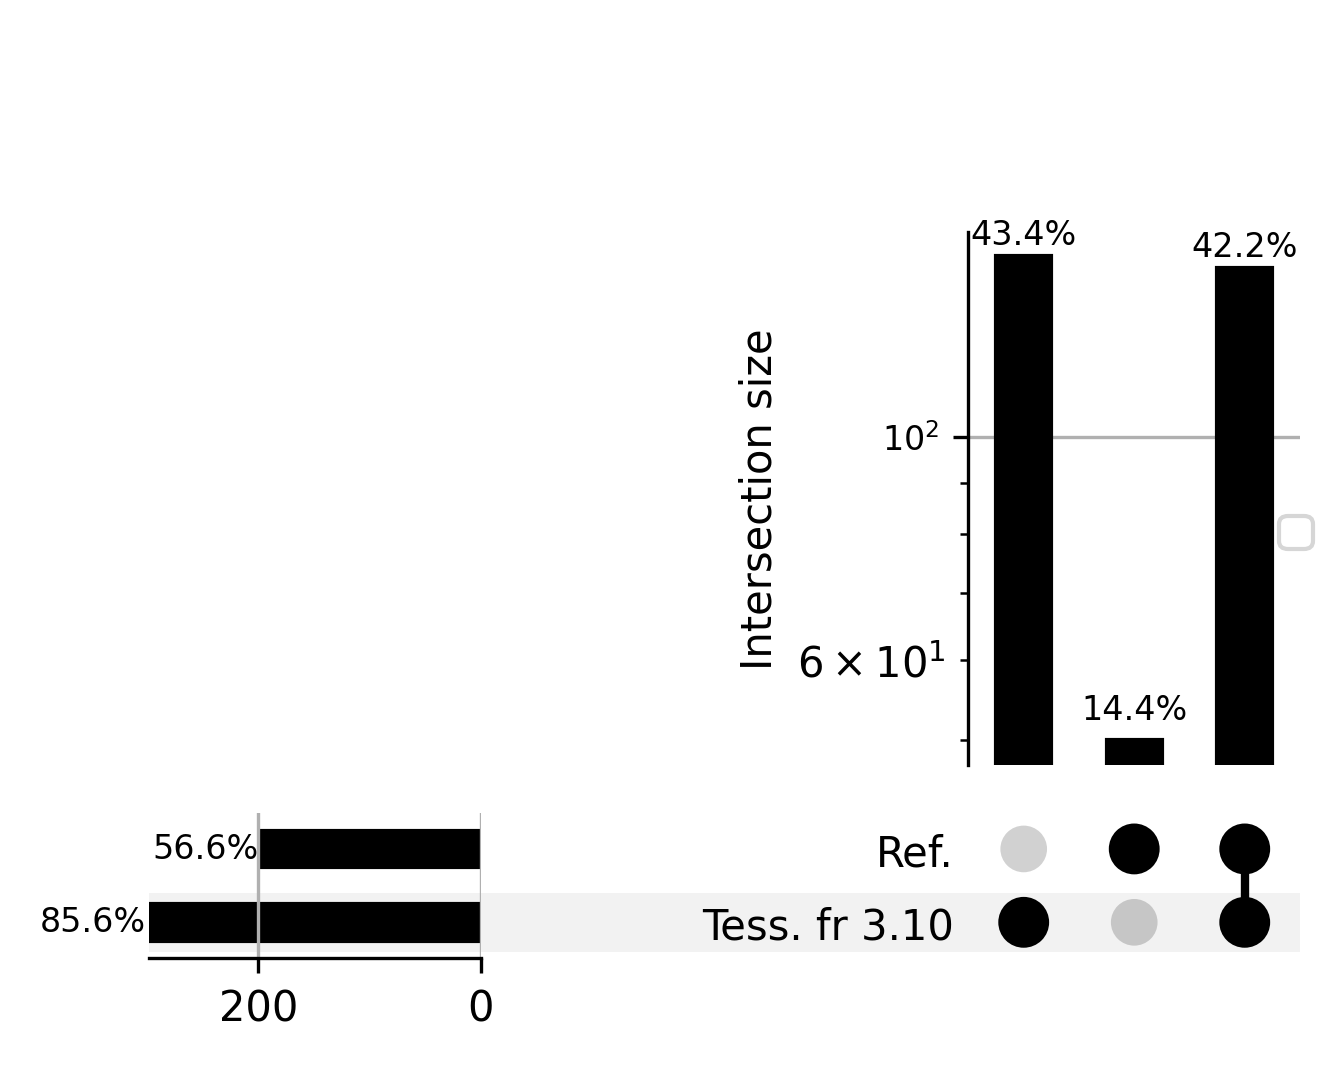 43.4%
42.2%
Intersection size
10²
6 × 10¹
14.4%
56.6%
Ref.
85.6%
Tess. fr 3.10
200
0